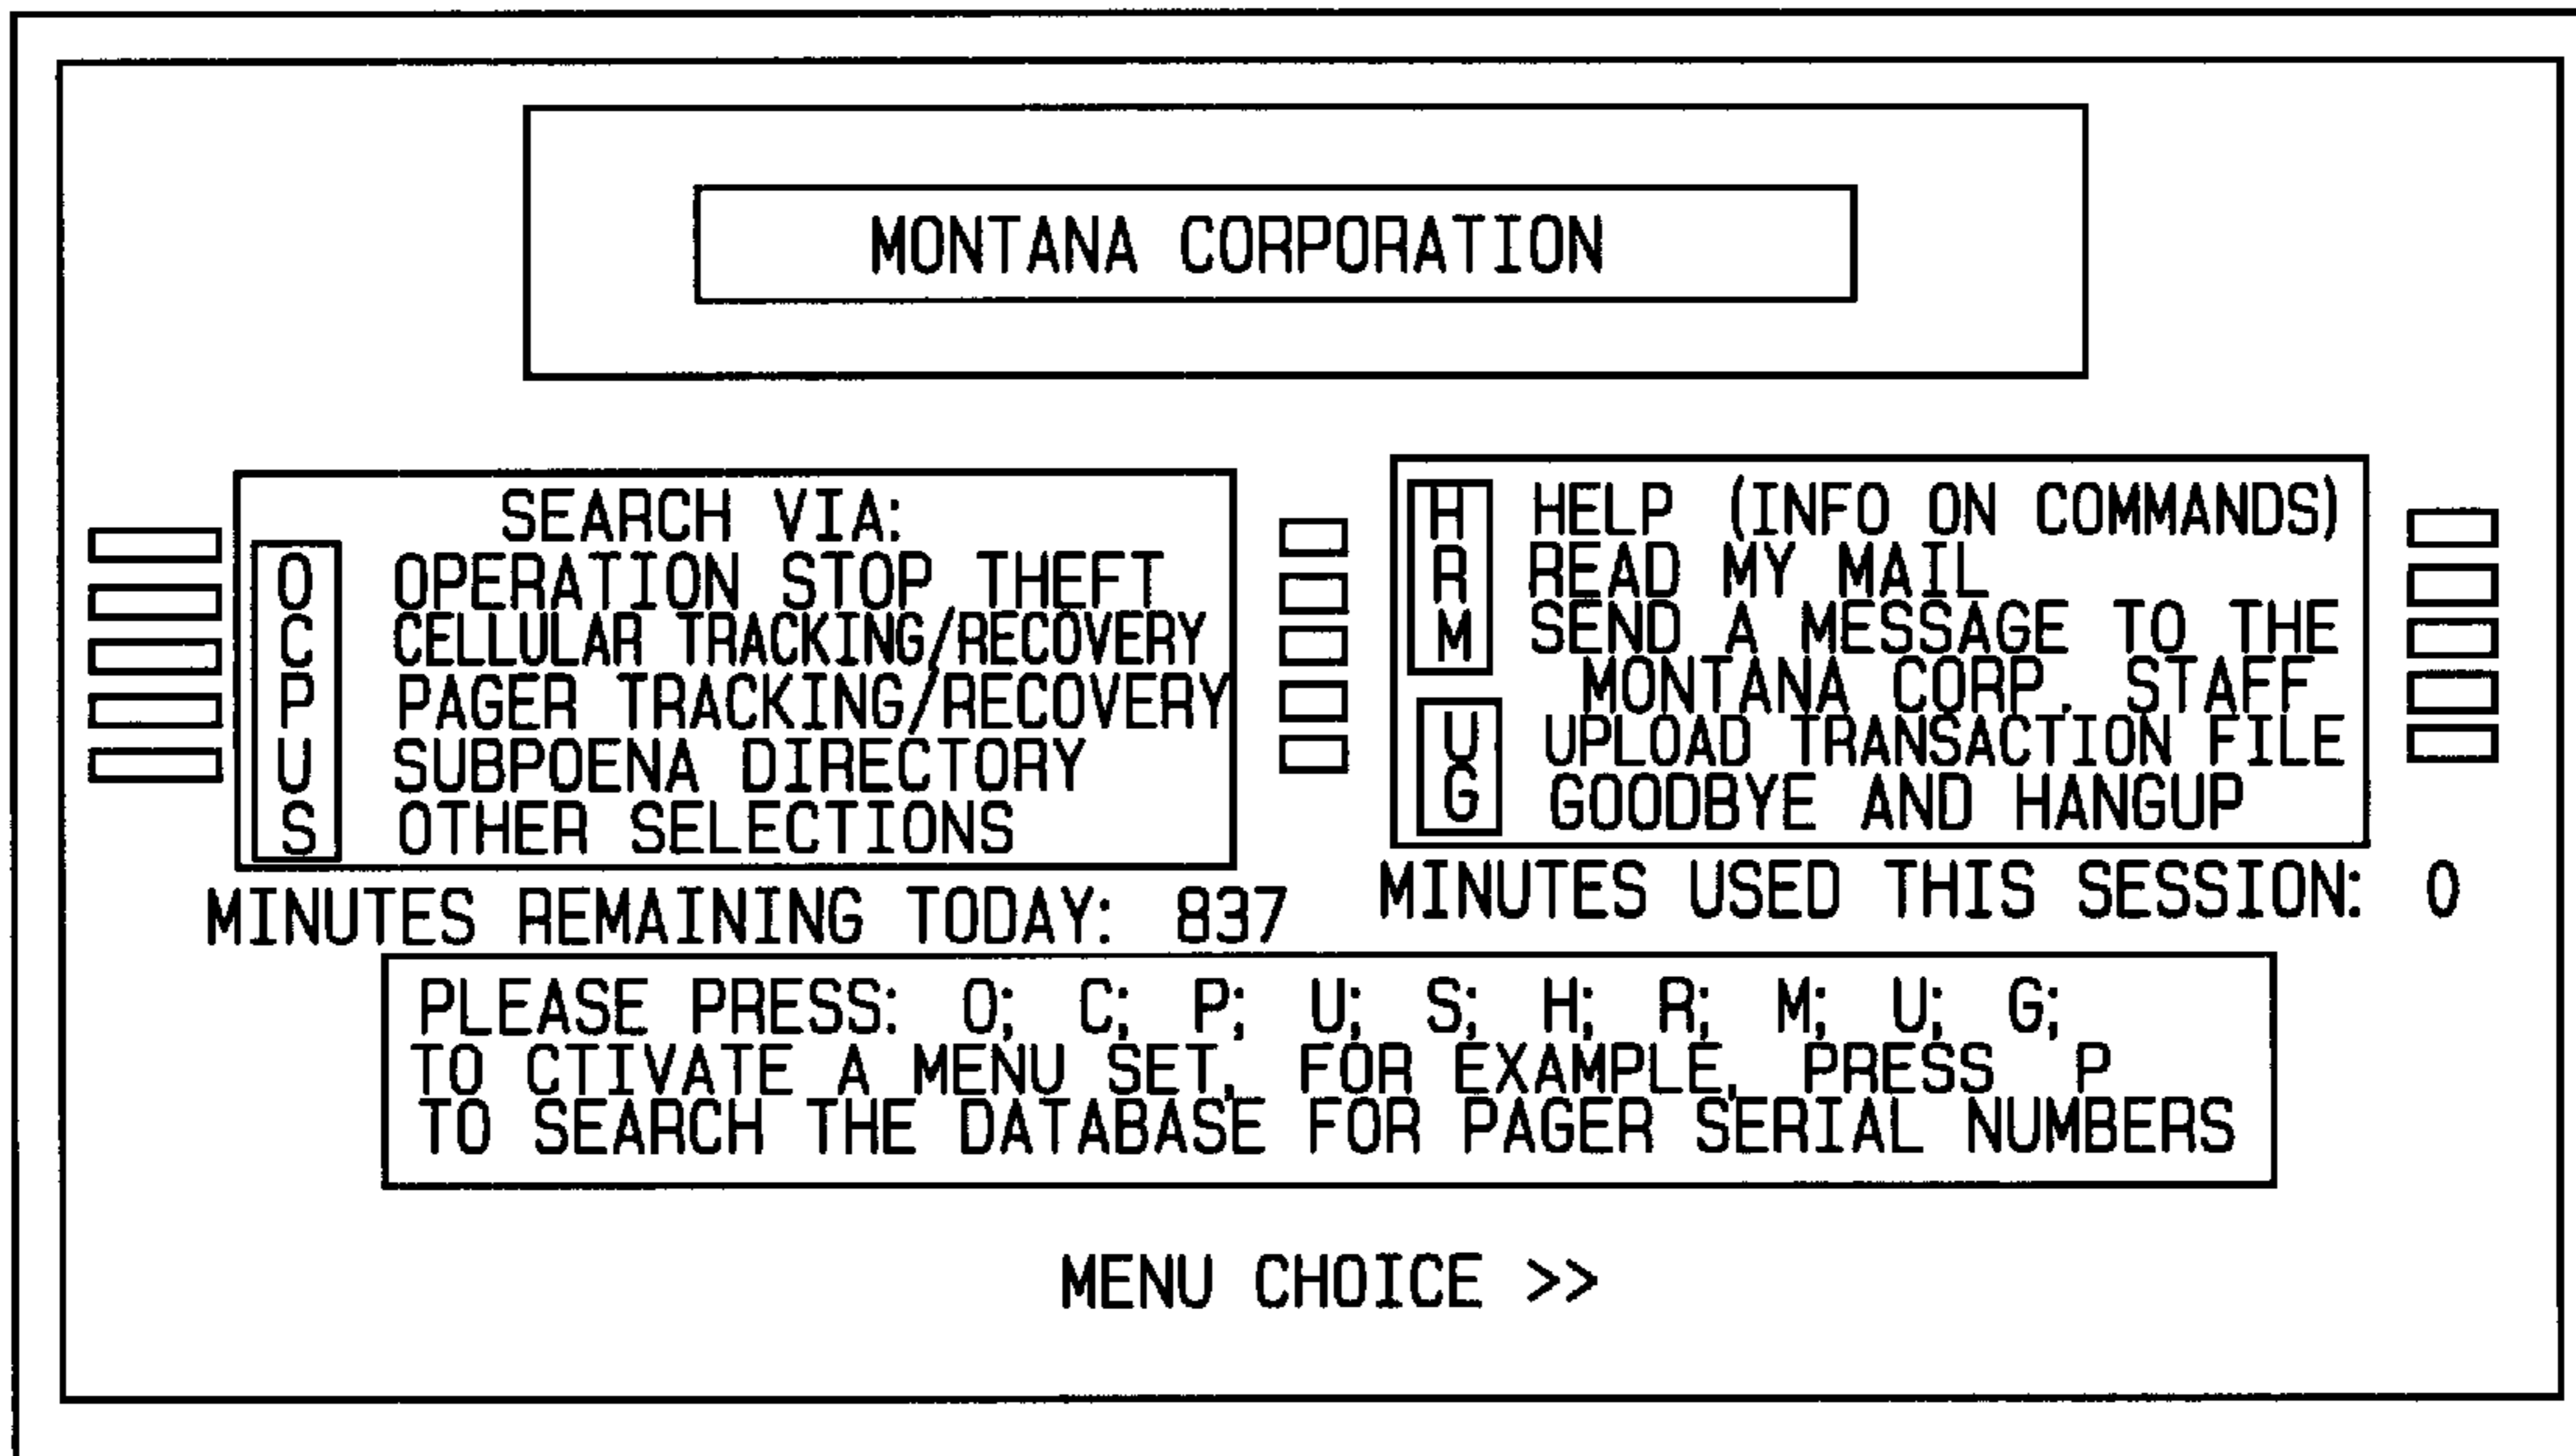 MONTANA CORPORATION
SEARCH VIA:
O OPERATION STOP THEFT
C CELLULAR TRACKING/RECOVERY
P PAGER TRACKING/RECOVERY
U SUBPOENA DIRECTORY
S OTHER SELECTIONS
H HELP (INFO ON COMMANDS)
R READ MY MAIL
M SEND A MESSAGE TO THE
MONTANA CORP. STAFF
U UPLOAD TRANSACTION FILE
G GOODBYE AND HANGUP
MINUTES REMAINING TODAY: 837
MINUTES USED THIS SESSION: 0
PLEASE PRESS: O; C; P; U; S; H; R; M; U; G;
TO CTIVATE A MENU SET, FOR EXAMPLE, PRESS P
TO SEARCH THE DATABASE FOR PAGER SERIAL NUMBERS
MENU CHOICE >>